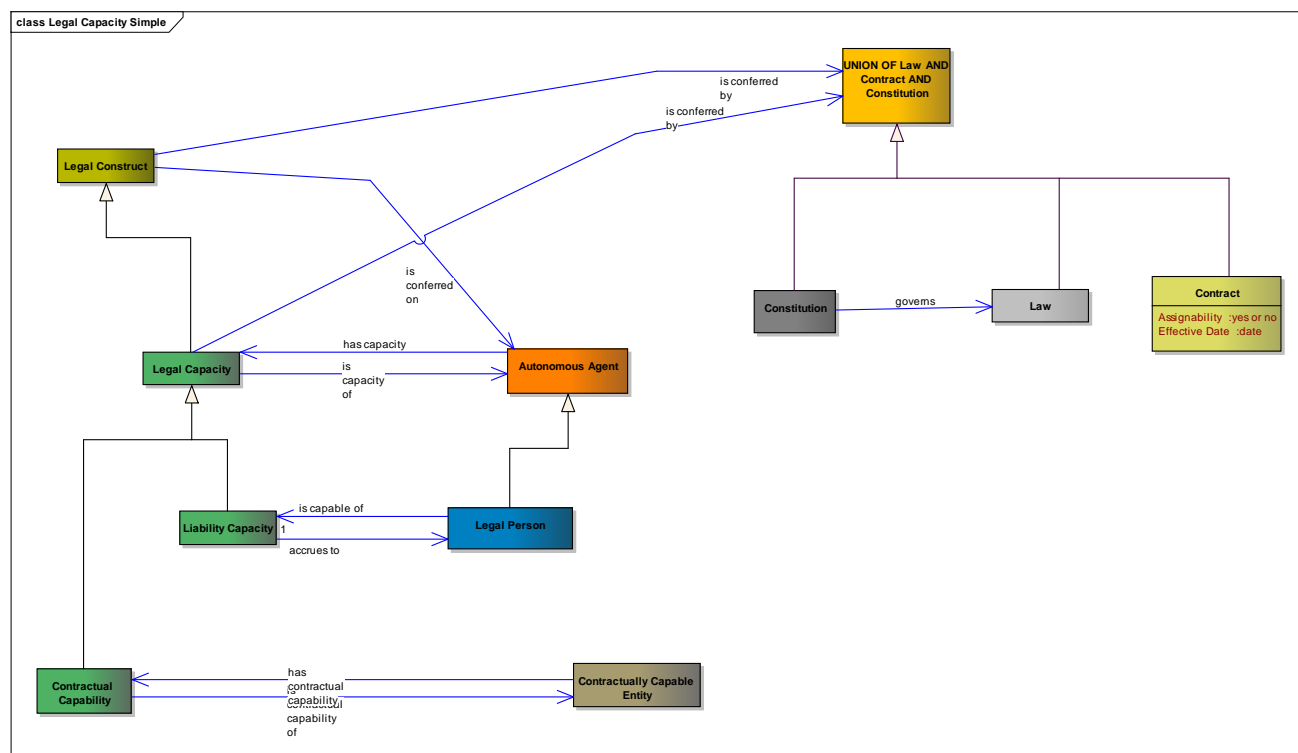 class Legal Capacity Simple
UNION OF Law AND
Contract AND
Constitution
is conferred
by
is conferred
by
Legal Construct
is
conferred
on
Constitution
governs
Law
Contract
Assignability :yes or no
Effective Date :date
Legal Capacity
has capacity
is
capacity
of
Autonomous Agent
Liability Capacity
1
is capable of
accrues to
Legal Person
Contractual
Capability
has
contractual
capability
is
contractual
capability
of
Contractually Capable
Entity